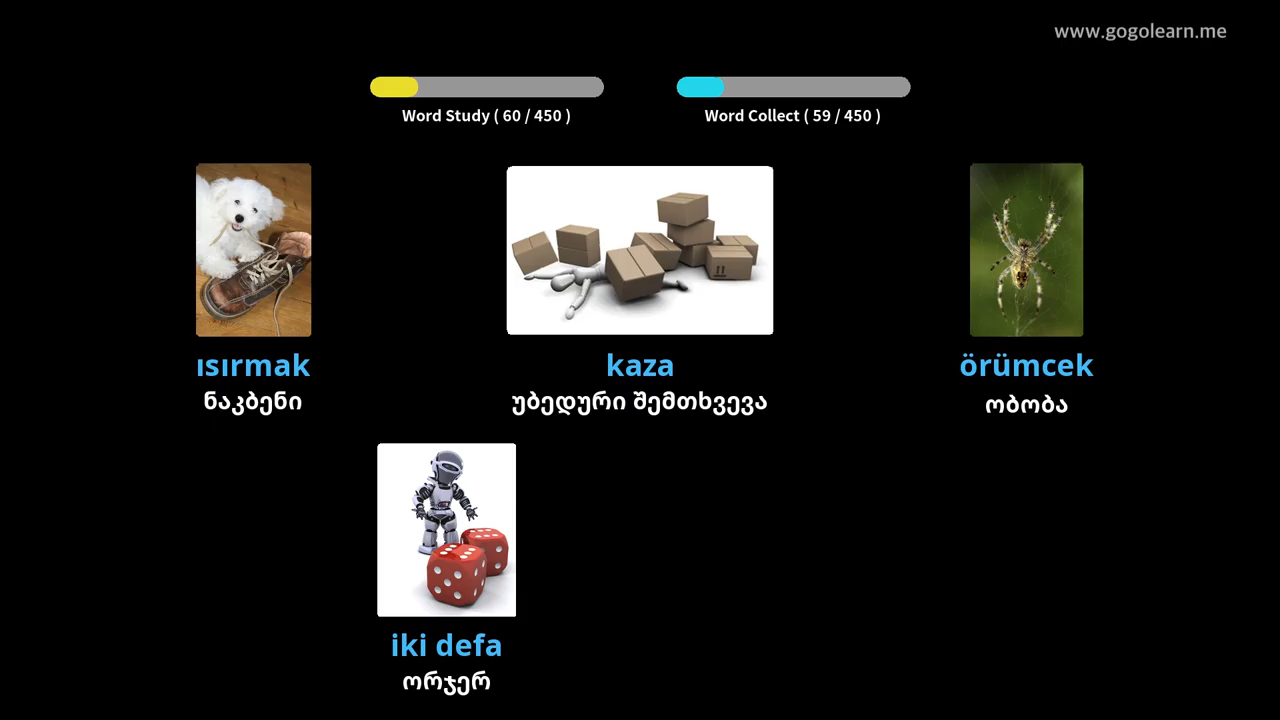 www.gogolearn.me
Word Study ( 60 / 450 )
Word Collect ( 59 / 450 )
ısırmak
ნაკბენი
kaza
უბედური შემთხვევა
örümcek
ობობა
iki defa
ორჯერ